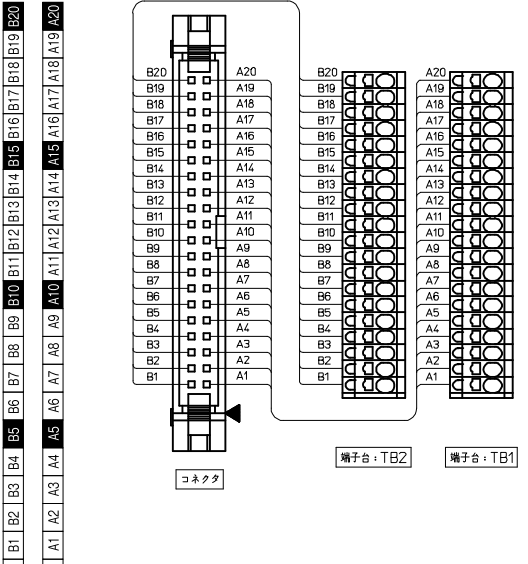 B20 A20
B19 A19
B18 A18
B17 A17
B16 A16
B15 A15
B14 A14
B13 A13
B12 A12
B11 A11
B10 A10
B9 A9
B8 A8
B7 A7
B6 A6
B5 A5
B4 A4
B3 A3
B2 A2
B1 A1
B20 A20 B20 A20
B19 A19 B19 A19
B18 A18 B18 A18
B17 A17 B17 A17
B16 A16 B16 A16
B15 A15 B15 A15
B14 A14 B14 A14
B13 A13 B13 A13
B12 A12 B12 A12
B11 A11 B11 A11
B10 A10 B10 A10
B9 A9 B9 A9
B8 A8 B8 A8
B7 A7 B7 A7
B6 A6 B6 A6
B5 A5 B5 A5
B4 A4 B4 A4
B3 A3 B3 A3
B2 A2 B2 A2
B1 A1 B1 A1
コネクタ
端子台:TB2
端子台:TB1